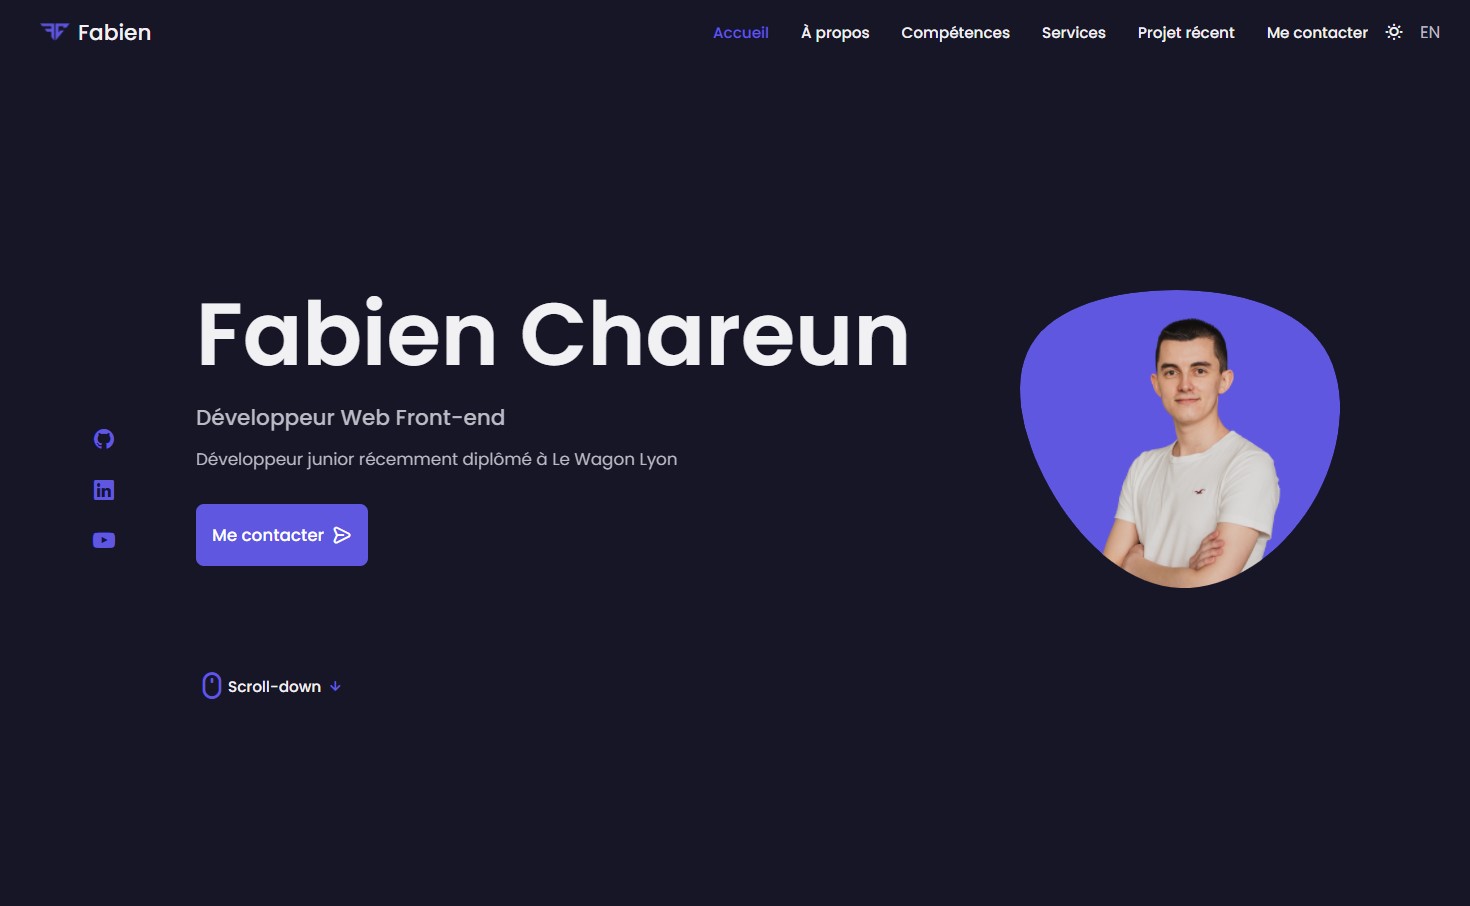 Fabien
Accueil À propos Compétences Services Projet récent Me contacter EN
Fabien Chareun
Développeur Web Front-end
Développeur junior récemment diplômé à Le Wagon Lyon
Me contacter
Scroll-down